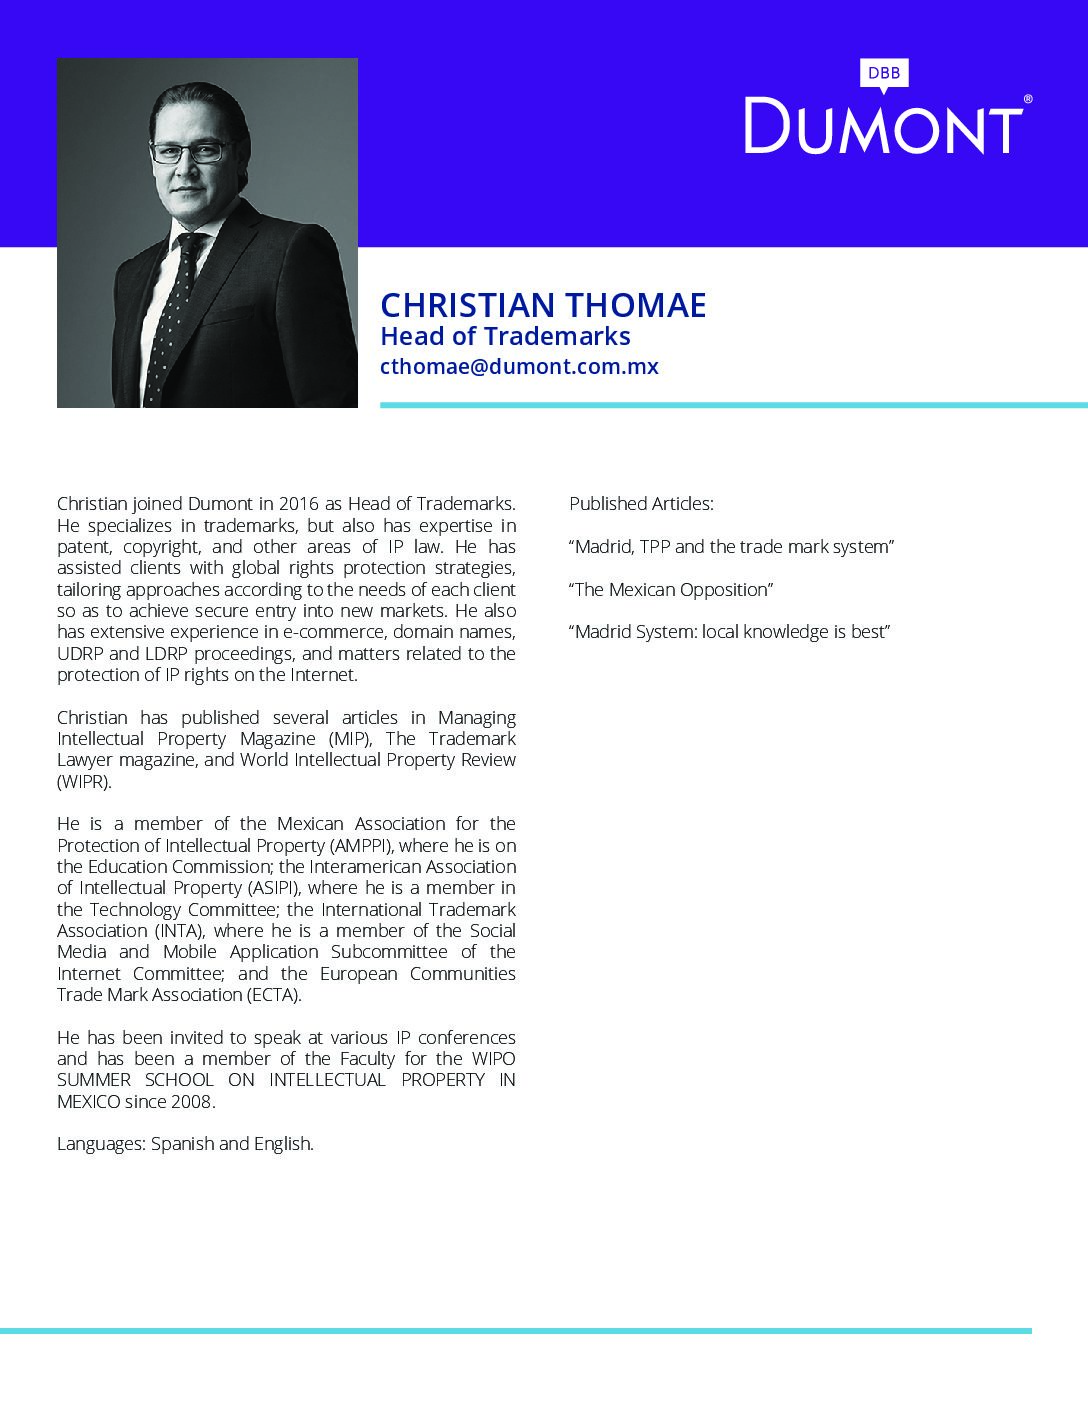 DBB
DUMONT®
CHRISTIAN THOMAE
Head of Trademarks
cthomae@dumont.com.mx
Christian joined Dumont in 2016 as Head of Trademarks.
He specializes in trademarks, but also has expertise in
patent, copyright, and other areas of IP law. He has
assisted clients with global rights protection strategies,
tailoring approaches according to the needs of each client
so as to achieve secure entry into new markets. He also
has extensive experience in e-commerce, domain names,
UDRP and LDRP proceedings, and matters related to the
protection of IP rights on the Internet.
Christian has published several articles in Managing
Intellectual Property Magazine (MIP), The Trademark
Lawyer magazine, and World Intellectual Property Review
(WIPR).
He is a member of the Mexican Association for the
Protection of Intellectual Property (AMPPI), where he is on
the Education Commission; the Interamerican Association
of Intellectual Property (ASIPI), where he is a member in
the Technology Committee; the International Trademark
Association (INTA), where he is a member of the Social
Media and Mobile Application Subcommittee of the
Internet Committee; and the European Communities
Trade Mark Association (ECTA).
He has been invited to speak at various IP conferences
and has been a member of the Faculty for the WIPO
SUMMER SCHOOL ON INTELLECTUAL PROPERTY IN
MEXICO since 2008.
Languages: Spanish and English.
Published Articles:
“Madrid, TPP and the trade mark system”
“The Mexican Opposition”
“Madrid System: local knowledge is best”